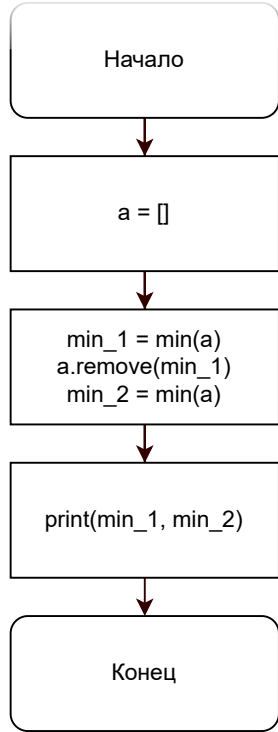 Начало
a = []
min_1 = min(a)
a.remove(min_1)
min_2 = min(a)
print(min_1, min_2)
Конец